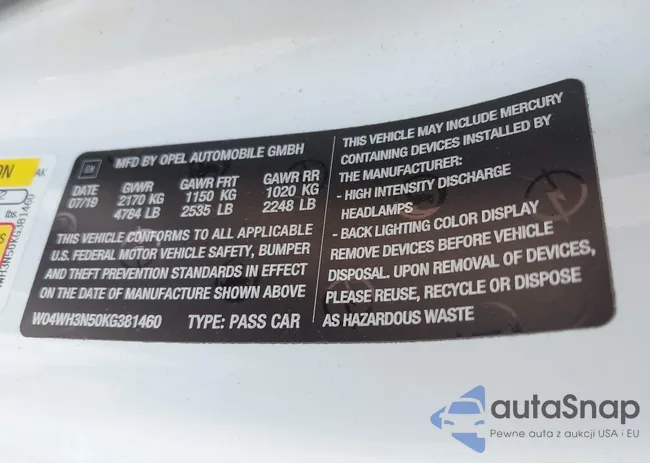 ON
AK
lbs.
GM
MFD BY OPEL AUTOMOBILE GMBH
DATE GVWR GAWR FRT GAWR RR
07/19 2170 KG 1150 KG 1020 KG
4784 LB 2535 LB 2248 LB
THIS VEHICLE CONFORMS TO ALL APPLICABLE
U.S. FEDERAL MOTOR VEHICLE SAFETY, BUMPER
AND THEFT PREVENTION STANDARDS IN EFFECT
ON THE DATE OF MANUFACTURE SHOWN ABOVE
W04WH3N50KG381460 TYPE: PASS CAR
THIS VEHICLE MAY INCLUDE MERCURY
CONTAINING DEVICES INSTALLED BY
THE MANUFACTURER:
- HIGH INTENSITY DISCHARGE
HEADLAMPS
- BACK LIGHTING COLOR DISPLAY
REMOVE DEVICES BEFORE VEHICLE
DISPOSAL. UPON REMOVAL OF DEVICES,
PLEASE REUSE, RECYCLE OR DISPOSE
AS HAZARDOUS WASTE
autaSnap
Pewne auta z aukcji USA i EU